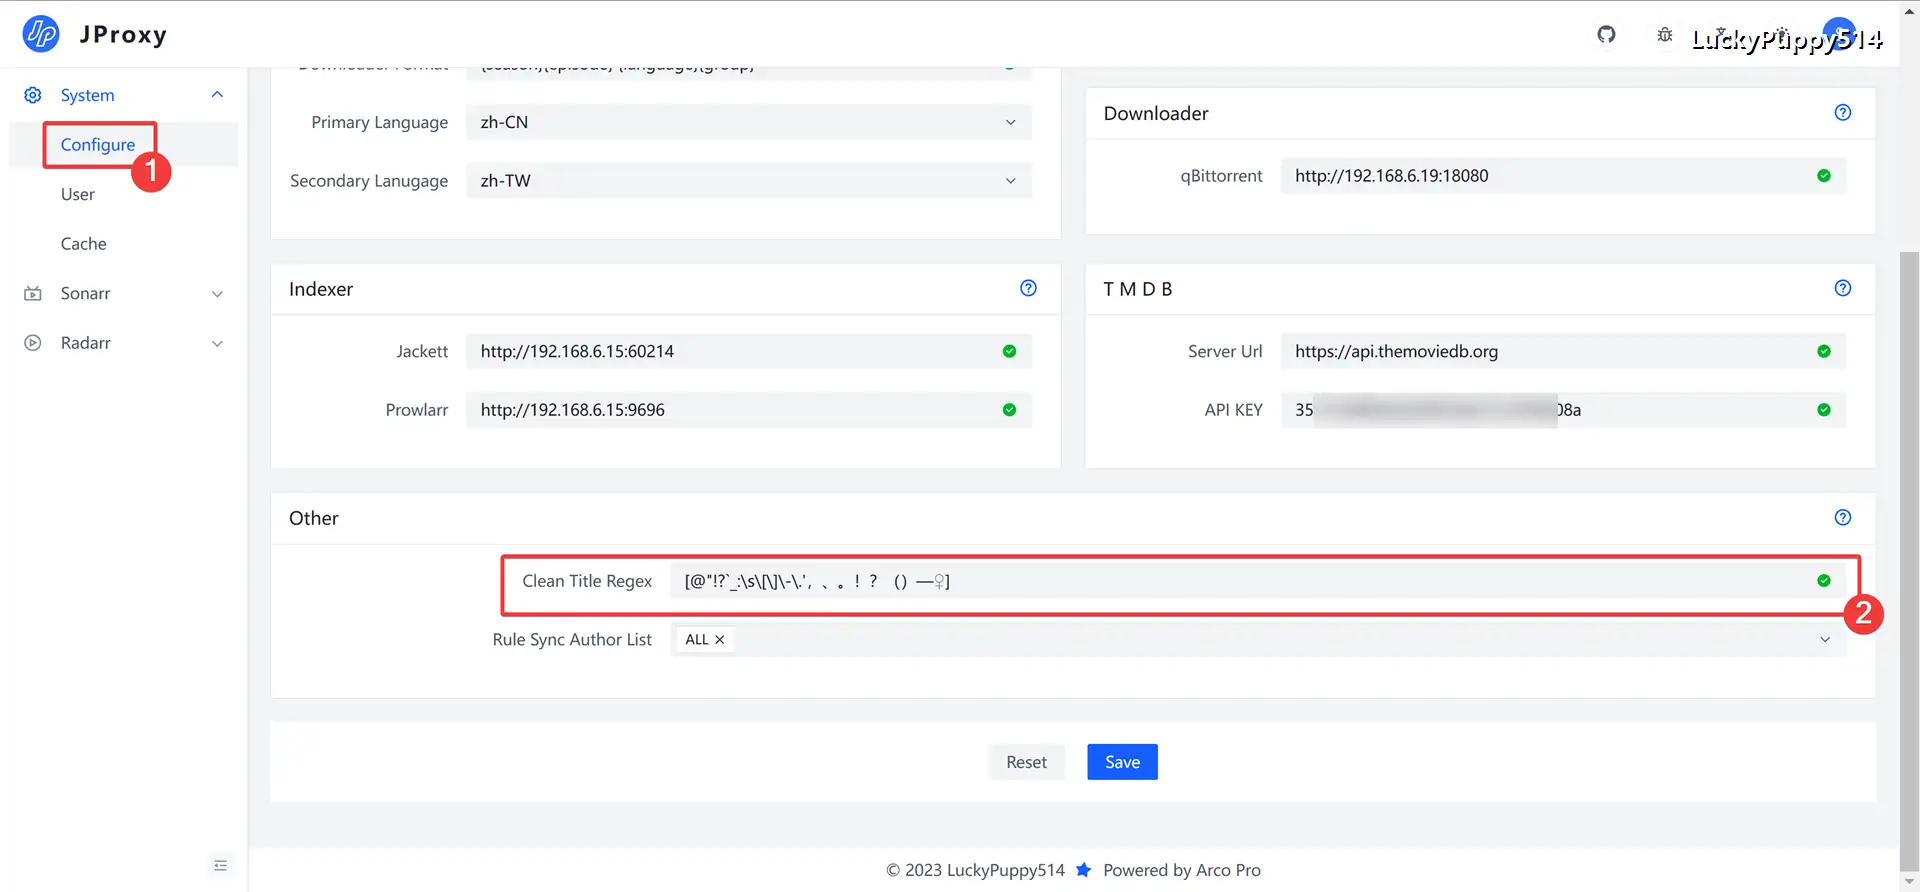 JProxy
LuckyPuppy514
System
Configure
1
User
Cache
Sonarr
Radarr
Primary Language zh-CN
Secondary Lanugage zh-TW
Downloader
qBittorrent http://192.168.6.19:18080
Indexer
Jackett http://192.168.6.15:60214
Prowlarr http://192.168.6.15:9696
T M D B
Server Url https://api.themoviedb.org
API KEY 35 08a
Other
Clean Title Regex [@"!?`_:\s\[\]\-\.'，、。！？（）—♀]
2
Rule Sync Author List ALL ×
Reset Save
© 2023 LuckyPuppy514 ★ Powered by Arco Pro